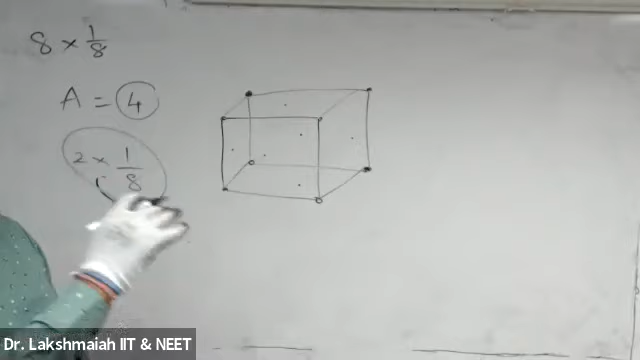 8 × 1/8
A = 4
2 × 1/8
Dr. Lakshmaiah IIT & NEET